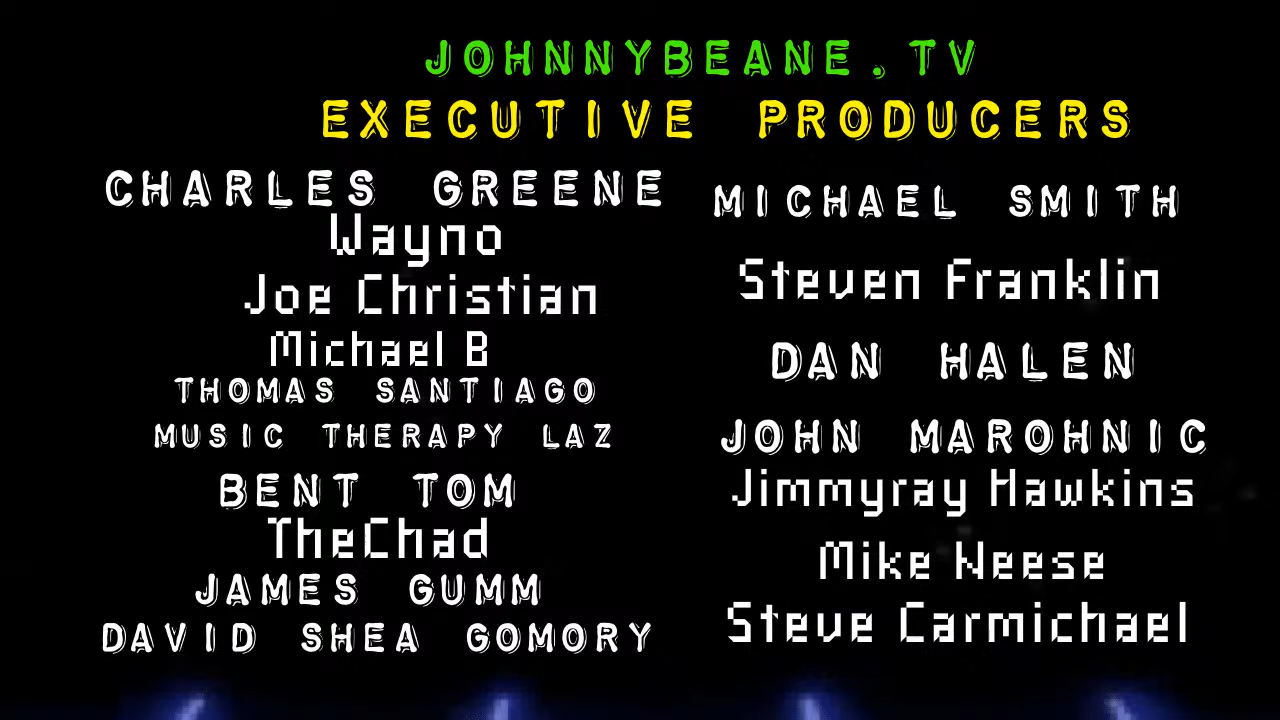 JOHNNYBEANE.TV
EXECUTIVE PRODUCERS
CHARLES GREENE
Wayno
Joe Christian
Michael B
THOMAS SANTIAGO
MUSIC THERAPY LAZ
BENT TOM
TheChad
JAMES GUMM
DAVID SHEA GOMORY
MICHAEL SMITH
Steven Franklin
DAN HALEN
JOHN MAROHNIC
Jimmyray Hawkins
Mike Neese
Steve Carmichael